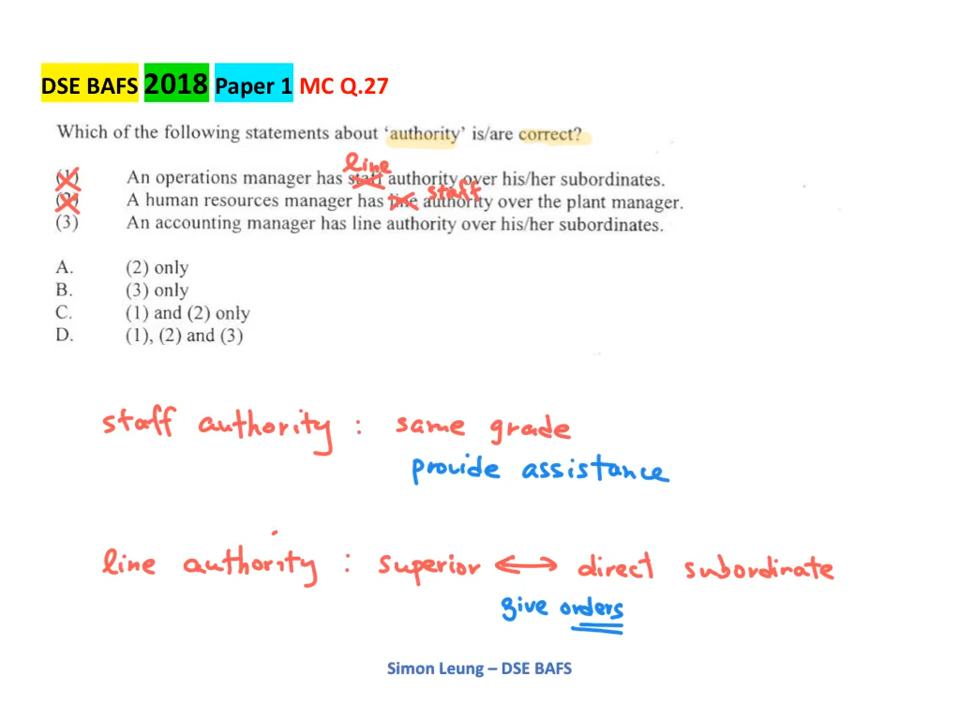 DSE BAFS 2018 Paper 1 MC Q.27
Which of the following statements about ‘authority’ is/are correct?
line
(1) An operations manager has staff authority over his/her subordinates.
staff
(2) A human resources manager has line authority over the plant manager.
(3) An accounting manager has line authority over his/her subordinates.
A. (2) only
B. (3) only
C. (1) and (2) only
D. (1), (2) and (3)
staff authority : same grade
provide assistance
line authority : superior ⟷ direct subordinate
give orders
Simon Leung – DSE BAFS